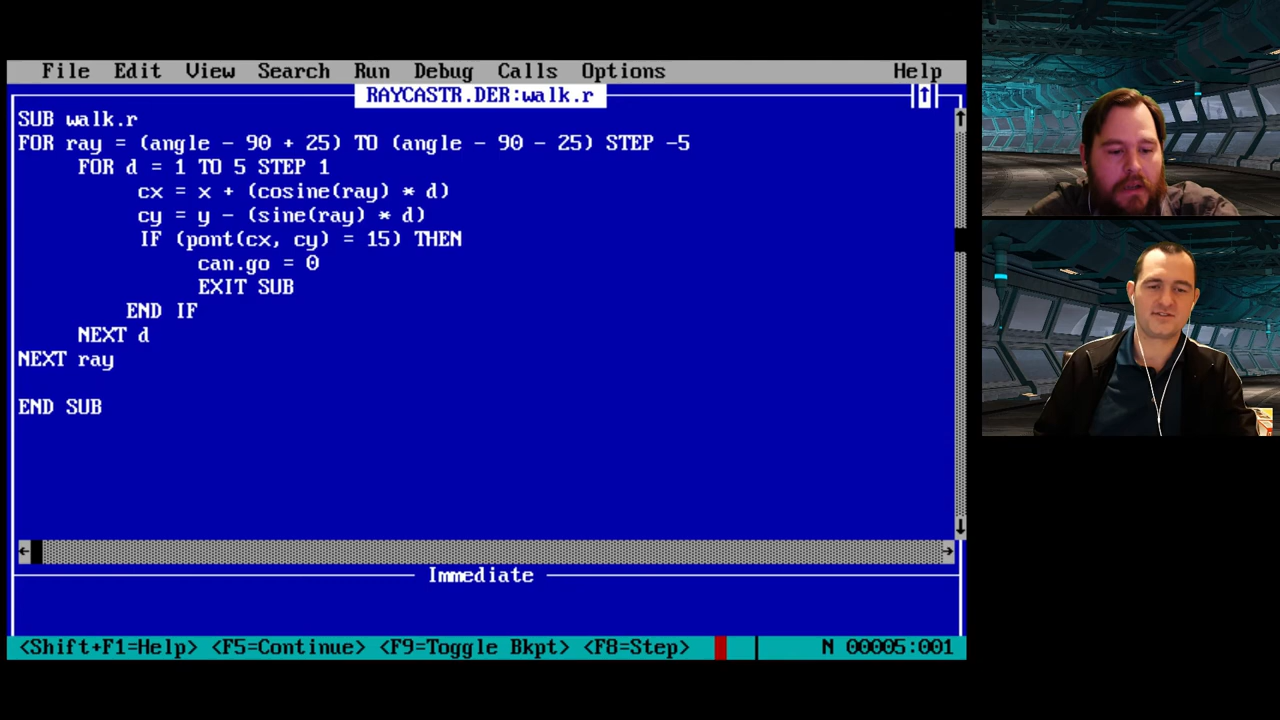 File Edit View Search Run Debug Calls Options Help
RAYCASTR.DER:walk.r
SUB walk.r
FOR ray = (angle - 90 + 25) TO (angle - 90 - 25) STEP -5
FOR d = 1 TO 5 STEP 1
cx = x + (cosine(ray) * d)
cy = y - (sine(ray) * d)
IF (pont(cx, cy) = 15) THEN
can.go = 0
EXIT SUB
END IF
NEXT d
NEXT ray
END SUB
Immediate
<Shift+F1=Help> <F5=Continue> <F9=Toggle Bkpt> <F8=Step> N 00005:001